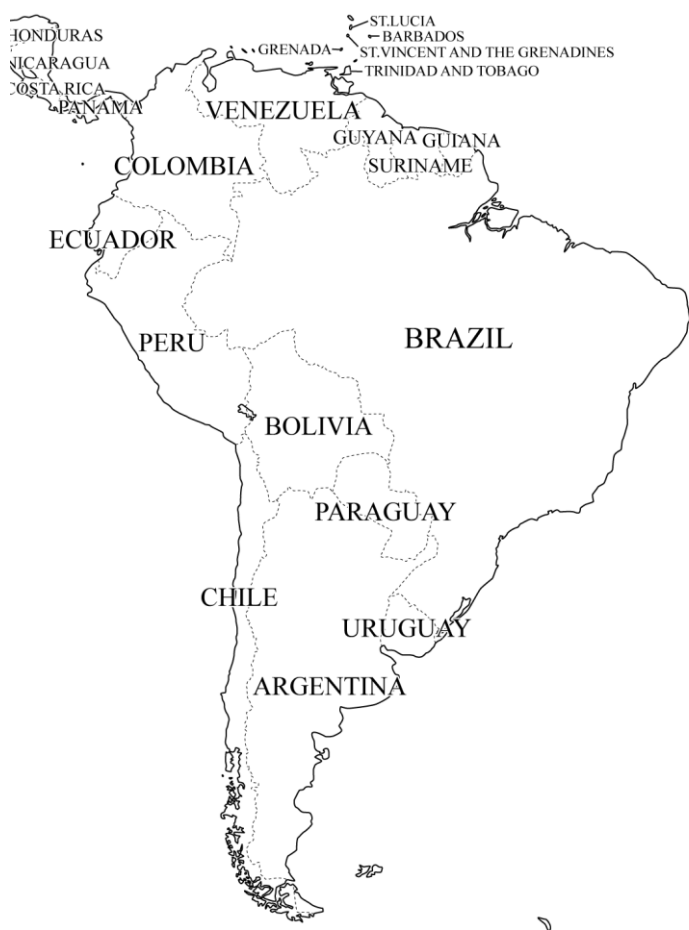 ST.LUCIA
HONDURAS
BARBADOS
GRENADA
ST.VINCENT AND THE GRENADINES
NICARAGUA
TRINIDAD AND TOBAGO
COSTA RICA
PANAMA
VENEZUELA
GUYANA
GUIANA
COLOMBIA
SURINAME
ECUADOR
PERU
BRAZIL
BOLIVIA
PARAGUAY
CHILE
URUGUAY
ARGENTINA